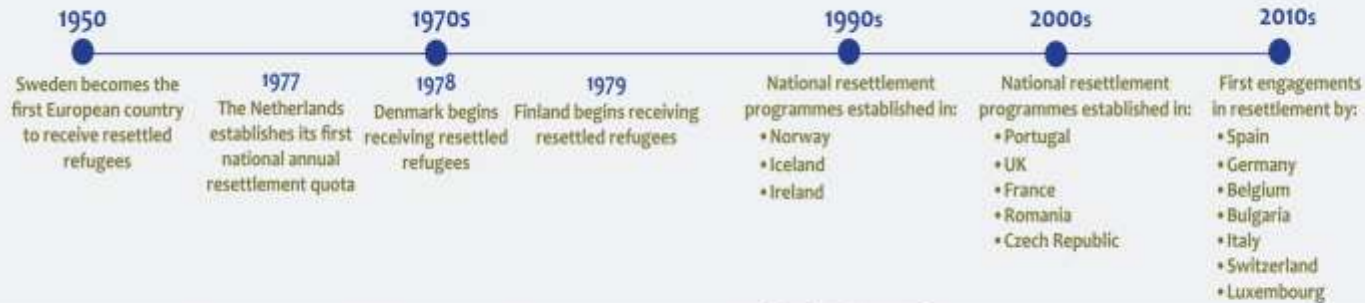 1950
Sweden becomes the
first European country
to receive resettled
refugees
1970s
1977
The Netherlands
establishes its first
national annual
resettlement quota
1978
Denmark begins
receiving resettled
refugees
1979
Finland begins receiving
resettled refugees
1990s
National resettlement
programmes established in:
• Norway
• Iceland
• Ireland
2000s
National resettlement
programmes established in:
• Portugal
• UK
• France
• Romania
• Czech Republic
2010s
First engagements
in resettlement by:
• Spain
• Germany
• Belgium
• Bulgaria
• Italy
• Switzerland
• Luxembourg